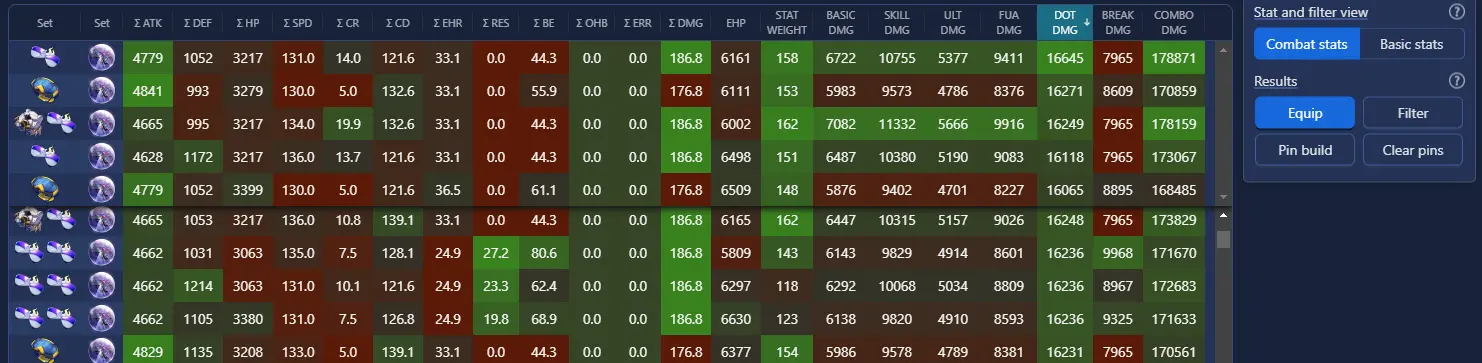 Set Set Σ ATK Σ DEF Σ HP Σ SPD Σ CR Σ CD Σ EHR Σ RES Σ BE Σ OHB Σ ERR Σ DMG EHP STAT WEIGHT BASIC DMG SKILL DMG ULT DMG FUA DMG DOT DMG ↓ BREAK DMG COMBO DMG
4779 1052 3217 131.0 14.0 121.6 33.1 0.0 44.3 0.0 0.0 186.8 6161 158 6722 10755 5377 9411 16645 7965 178871
4841 993 3279 130.0 5.0 132.6 33.1 0.0 55.9 0.0 0.0 176.8 6111 153 5983 9573 4786 8376 16271 8609 170859
4665 995 3217 134.0 19.9 132.6 33.1 0.0 44.3 0.0 0.0 186.8 6002 162 7082 11332 5666 9916 16249 7965 178159
4628 1172 3217 136.0 13.7 121.6 33.1 0.0 44.3 0.0 0.0 186.8 6498 151 6487 10380 5190 9083 16118 7965 173067
4779 1052 3399 130.0 5.0 121.6 36.5 0.0 61.1 0.0 0.0 176.8 6509 148 5876 9402 4701 8227 16065 8895 168485
4665 1053 3217 136.0 10.8 139.1 33.1 0.0 44.3 0.0 0.0 186.8 6165 162 6447 10315 5157 9026 16248 7965 173829
4662 1031 3063 135.0 7.5 128.1 24.9 27.2 80.6 0.0 0.0 186.8 5809 143 6143 9829 4914 8601 16236 9968 171670
4662 1214 3063 131.0 10.1 121.6 24.9 23.3 62.4 0.0 0.0 186.8 6297 118 6292 10068 5034 8809 16236 8967 172683
4662 1105 3380 131.0 7.5 126.8 24.9 19.8 68.9 0.0 0.0 186.8 6630 123 6138 9820 4910 8593 16236 9325 171633
4829 1135 3208 133.0 5.0 139.1 33.1 0.0 44.3 0.0 0.0 176.8 6377 154 5986 9578 4789 8381 16231 7965 170561
Stat and filter view ?
Combat stats Basic stats
Results ?
Equip Filter
Pin build Clear pins